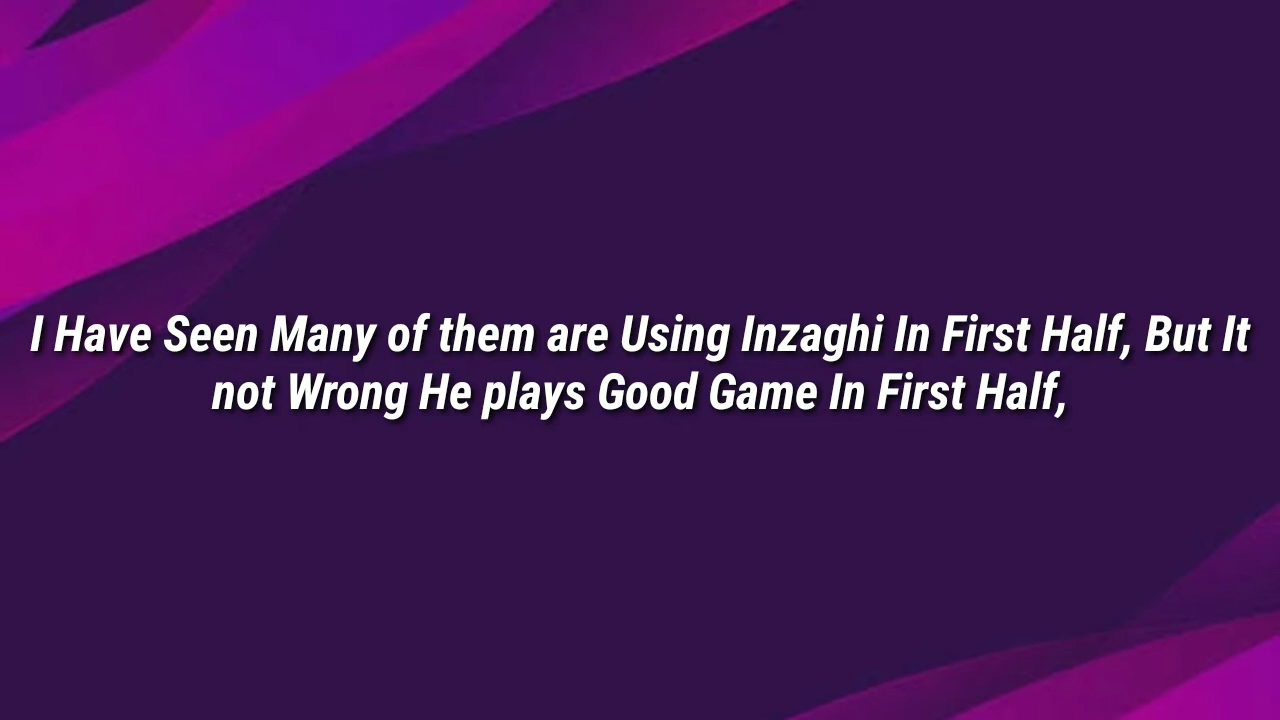 I Have Seen Many of them are Using Inzaghi In First Half, But It
not Wrong He plays Good Game In First Half,